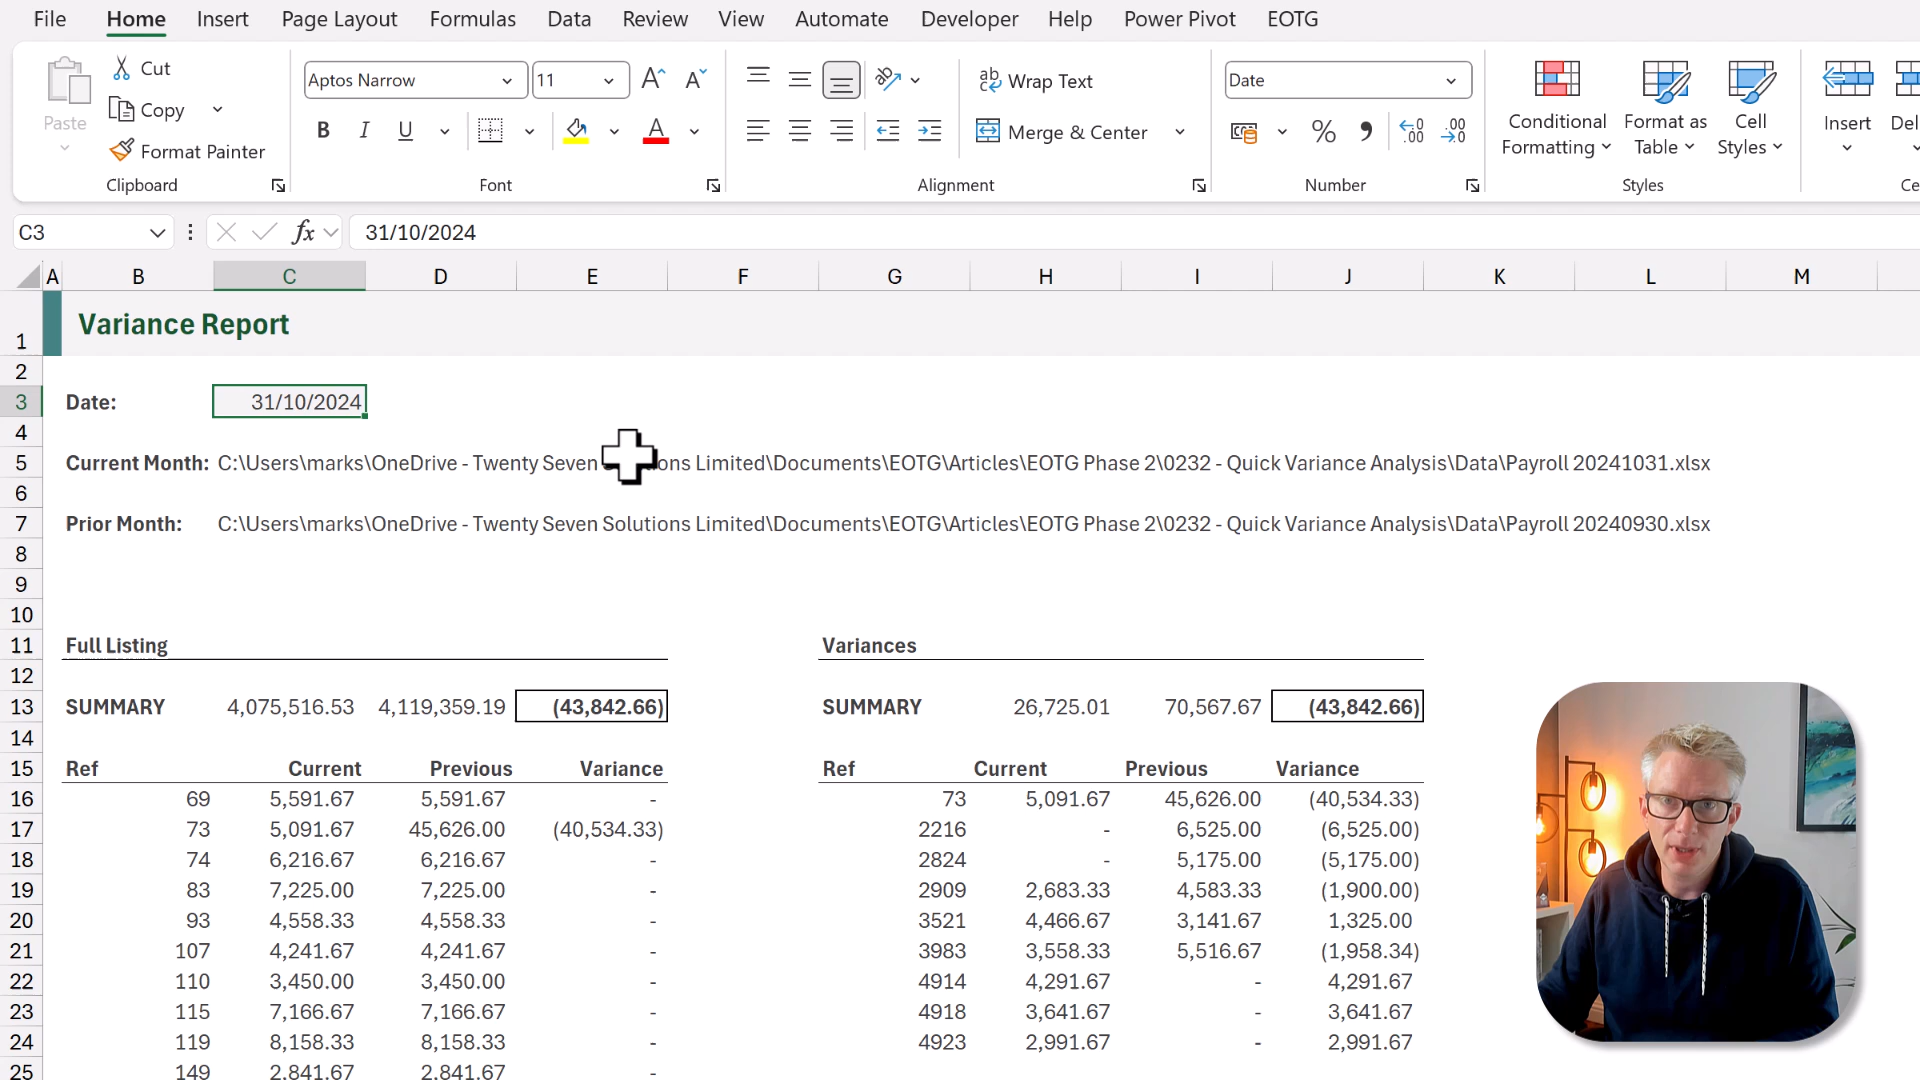 File Home Insert Page Layout Formulas Data Review View Automate Developer Help Power Pivot EOTG
Paste
Cut
Copy
Format Painter
Clipboard
Aptos Narrow 11
B I U
Font
Wrap Text
Merge & Center
Alignment
Date
Number
Conditional Formatting
Format as Table
Cell Styles
Styles
Insert
C3 fx 31/10/2024
A B C D E F G H I J K L M
1 Variance Report
2
3 Date: 31/10/2024
4
5 Current Month: C:\Users\marks\OneDrive - Twenty Seven Solutions Limited\Documents\EOTG\Articles\EOTG Phase 2\0232 - Quick Variance Analysis\Data\Payroll 20241031.xlsx
6
7 Prior Month: C:\Users\marks\OneDrive - Twenty Seven Solutions Limited\Documents\EOTG\Articles\EOTG Phase 2\0232 - Quick Variance Analysis\Data\Payroll 20240930.xlsx
8
9
10
11 Full Listing Variances
12
13 SUMMARY 4,075,516.53 4,119,359.19 (43,842.66) SUMMARY 26,725.01 70,567.67 (43,842.66)
14
15 Ref Current Previous Variance Ref Current Previous Variance
16 69 5,591.67 5,591.67 - 73 5,091.67 45,626.00 (40,534.33)
17 73 5,091.67 45,626.00 (40,534.33) 2216 - 6,525.00 (6,525.00)
18 74 6,216.67 6,216.67 - 2824 - 5,175.00 (5,175.00)
19 83 7,225.00 7,225.00 - 2909 2,683.33 4,583.33 (1,900.00)
20 93 4,558.33 4,558.33 - 3521 4,466.67 3,141.67 1,325.00
21 107 4,241.67 4,241.67 - 3983 3,558.33 5,516.67 (1,958.34)
22 110 3,450.00 3,450.00 - 4914 4,291.67 - 4,291.67
23 115 7,166.67 7,166.67 - 4918 3,641.67 - 3,641.67
24 119 8,158.33 8,158.33 - 4923 2,991.67 - 2,991.67
25 149 2,841.67 2,841.67 -